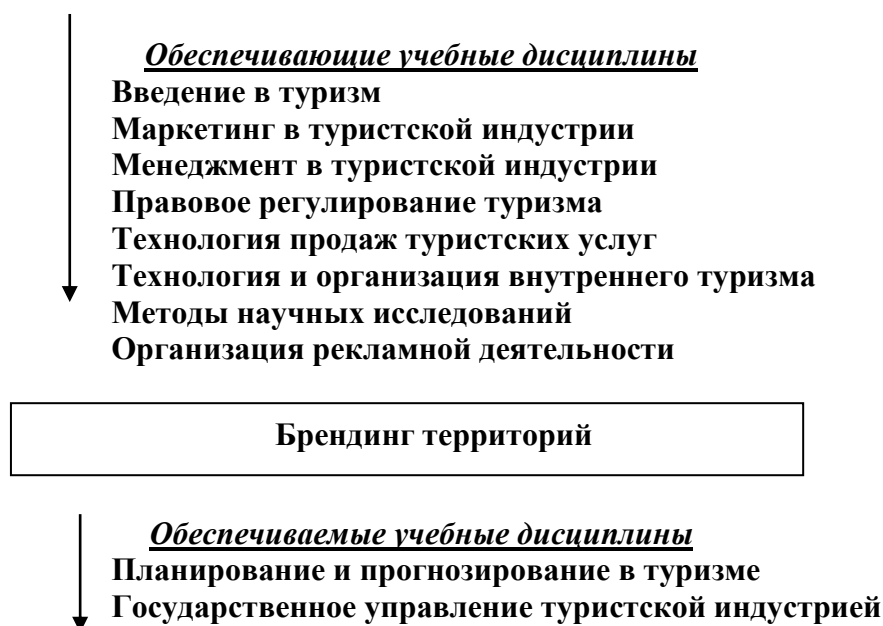 Обеспечивающие учебные дисциплины
Введение в туризм
Маркетинг в туристской индустрии
Менеджмент в туристской индустрии
Правовое регулирование туризма
Технология продаж туристских услуг
Технология и организация внутреннего туризма
Методы научных исследований
Организация рекламной деятельности
Брендинг территорий
Обеспечиваемые учебные дисциплины
Планирование и прогнозирование в туризме
Государственное управление туристской индустрией